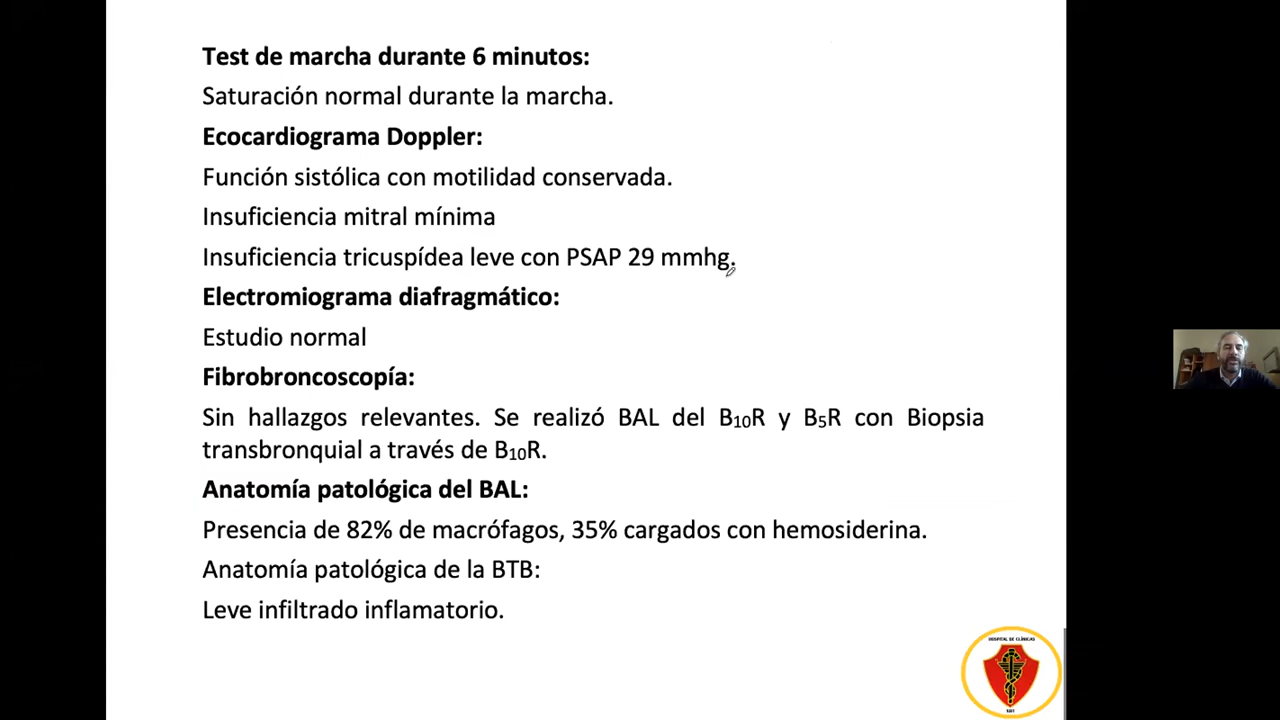 Test de marcha durante 6 minutos:
Saturación normal durante la marcha.
Ecocardiograma Doppler:
Función sistólica con motilidad conservada.
Insuficiencia mitral mínima
Insuficiencia tricuspídea leve con PSAP 29 mmhg.
Electromiograma diafragmático:
Estudio normal
Fibrobroncoscopía:
Sin hallazgos relevantes. Se realizó BAL del B₁₀R y B₅R con Biopsia
transbronquial a través de B₁₀R.
Anatomía patológica del BAL:
Presencia de 82% de macrófagos, 35% cargados con hemosiderina.
Anatomía patológica de la BTB:
Leve infiltrado inflamatorio.
HOSPITAL DE CLÍNICAS